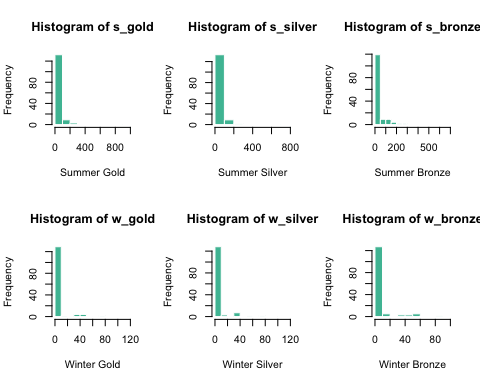 Histogram of s_gold
Histogram of s_silver
Histogram of s_bronze
Frequency
0 40 80
0 400 800
Summer Gold
Frequency
0 40 80
0 400 800
Summer Silver
Frequency
0 40 80
0 200 500
Summer Bronze
Histogram of w_gold
Histogram of w_silver
Histogram of w_bronze
Frequency
0 40 80
0 40 80 120
Winter Gold
Frequency
0 40 80
0 40 80 120
Winter Silver
Frequency
0 40 80
0 20 40 60 80
Winter Bronze